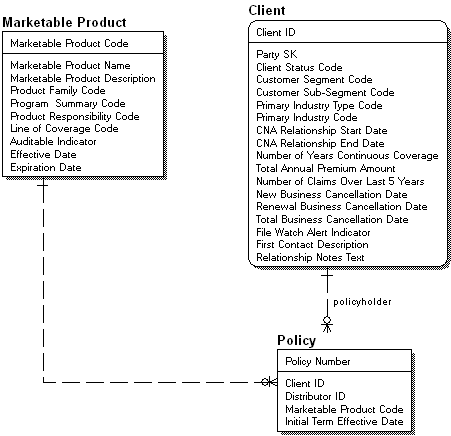 Marketable Product
Marketable Product Code
Marketable Product Name
Marketable Product Description
Product Family Code
Program Summary Code
Product Responsibility Code
Line of Coverage Code
Auditable Indicator
Effective Date
Expiration Date
Client
Client ID
Party SK
Client Status Code
Customer Segment Code
Customer Sub-Segment Code
Primary Industry Type Code
Primary Industry Code
CNA Relationship Start Date
CNA Relationship End Date
Number of Years Continuous Coverage
Total Annual Premium Amount
Number of Claims Over Last 5 Years
New Business Cancellation Date
Renewal Business Cancellation Date
Total Business Cancellation Date
File Watch Alert Indicator
First Contact Description
Relationship Notes Text
policyholder
Policy
Policy Number
Client ID
Distributor ID
Marketable Product Code
Initial Term Effective Date